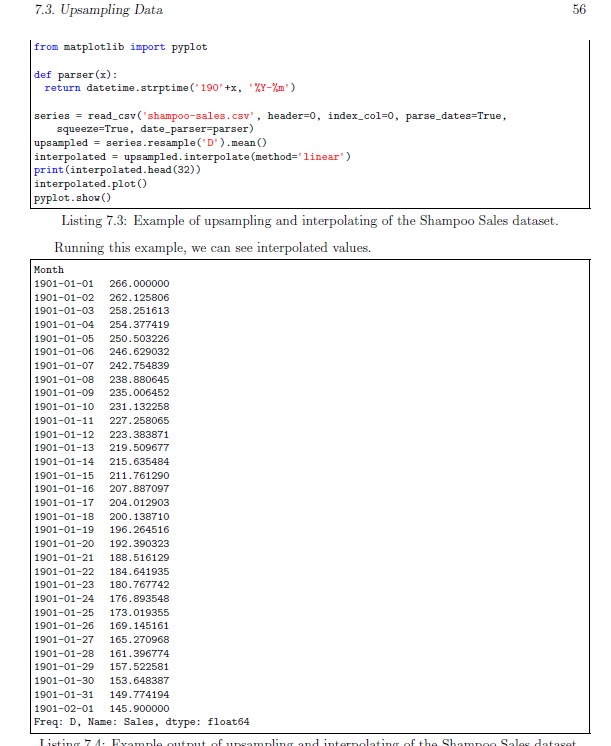 7.3. Upsampling Data 56
from matplotlib import pyplot
def parser(x):
return datetime.strptime('190'+x, '%Y-%m')
series = read_csv('shampoo-sales.csv', header=0, index_col=0, parse_dates=True,
squeeze=True, date_parser=parser)
upsampled = series.resample('D').mean()
interpolated = upsampled.interpolate(method='linear')
print(interpolated.head(32))
interpolated.plot()
pyplot.show()
Listing 7.3: Example of upsampling and interpolating of the Shampoo Sales dataset.
Running this example, we can see interpolated values.
Month
1901-01-01 266.000000
1901-01-02 262.125806
1901-01-03 258.251613
1901-01-04 254.377419
1901-01-05 250.503226
1901-01-06 246.629032
1901-01-07 242.754839
1901-01-08 238.880645
1901-01-09 235.006452
1901-01-10 231.132258
1901-01-11 227.258065
1901-01-12 223.383871
1901-01-13 219.509677
1901-01-14 215.635484
1901-01-15 211.761290
1901-01-16 207.887097
1901-01-17 204.012903
1901-01-18 200.138710
1901-01-19 196.264516
1901-01-20 192.390323
1901-01-21 188.516129
1901-01-22 184.641935
1901-01-23 180.767742
1901-01-24 176.893548
1901-01-25 173.019355
1901-01-26 169.145161
1901-01-27 165.270968
1901-01-28 161.396774
1901-01-29 157.522581
1901-01-30 153.648387
1901-01-31 149.774194
1901-02-01 145.900000
Freq: D, Name: Sales, dtype: float64
Listing 7.4: Example output of upsampling and interpolating of the Shampoo Sales dataset